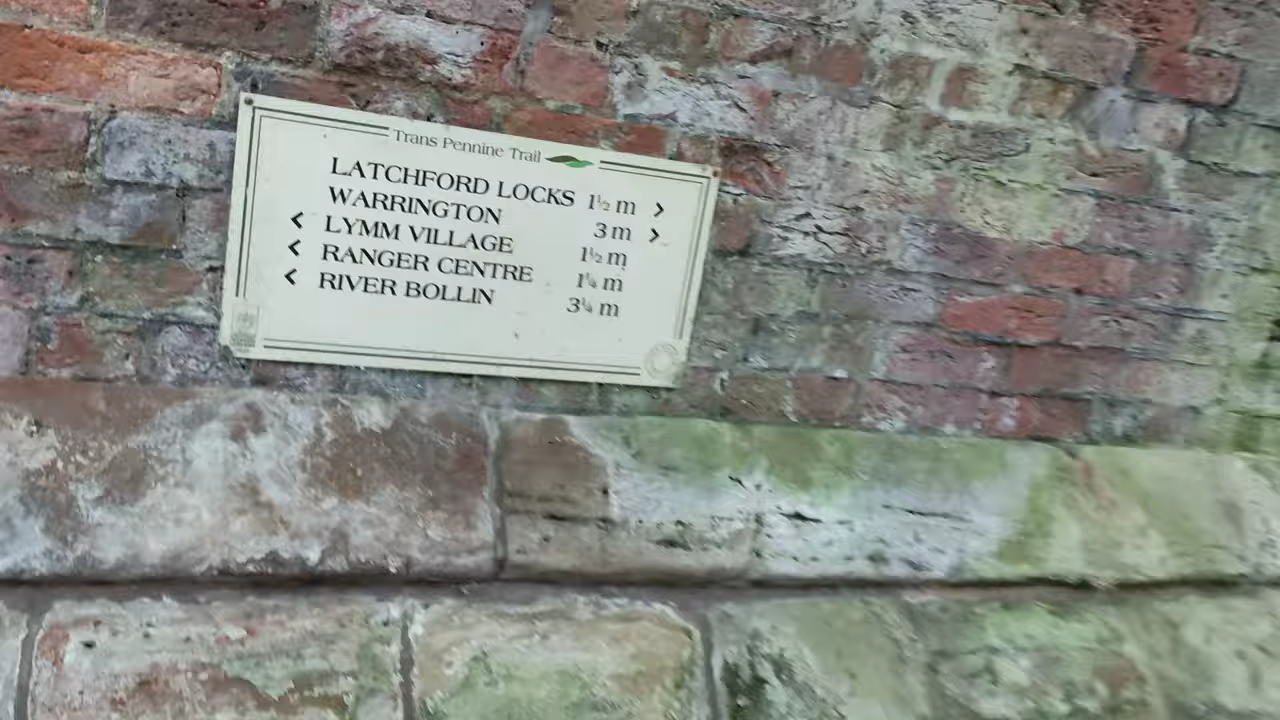 Trans Pennine Trail
LATCHFORD LOCKS 1½ m >
WARRINGTON 3 m >
< LYMM VILLAGE 1½ m
< RANGER CENTRE 1¼ m
< RIVER BOLLIN 3¼ m